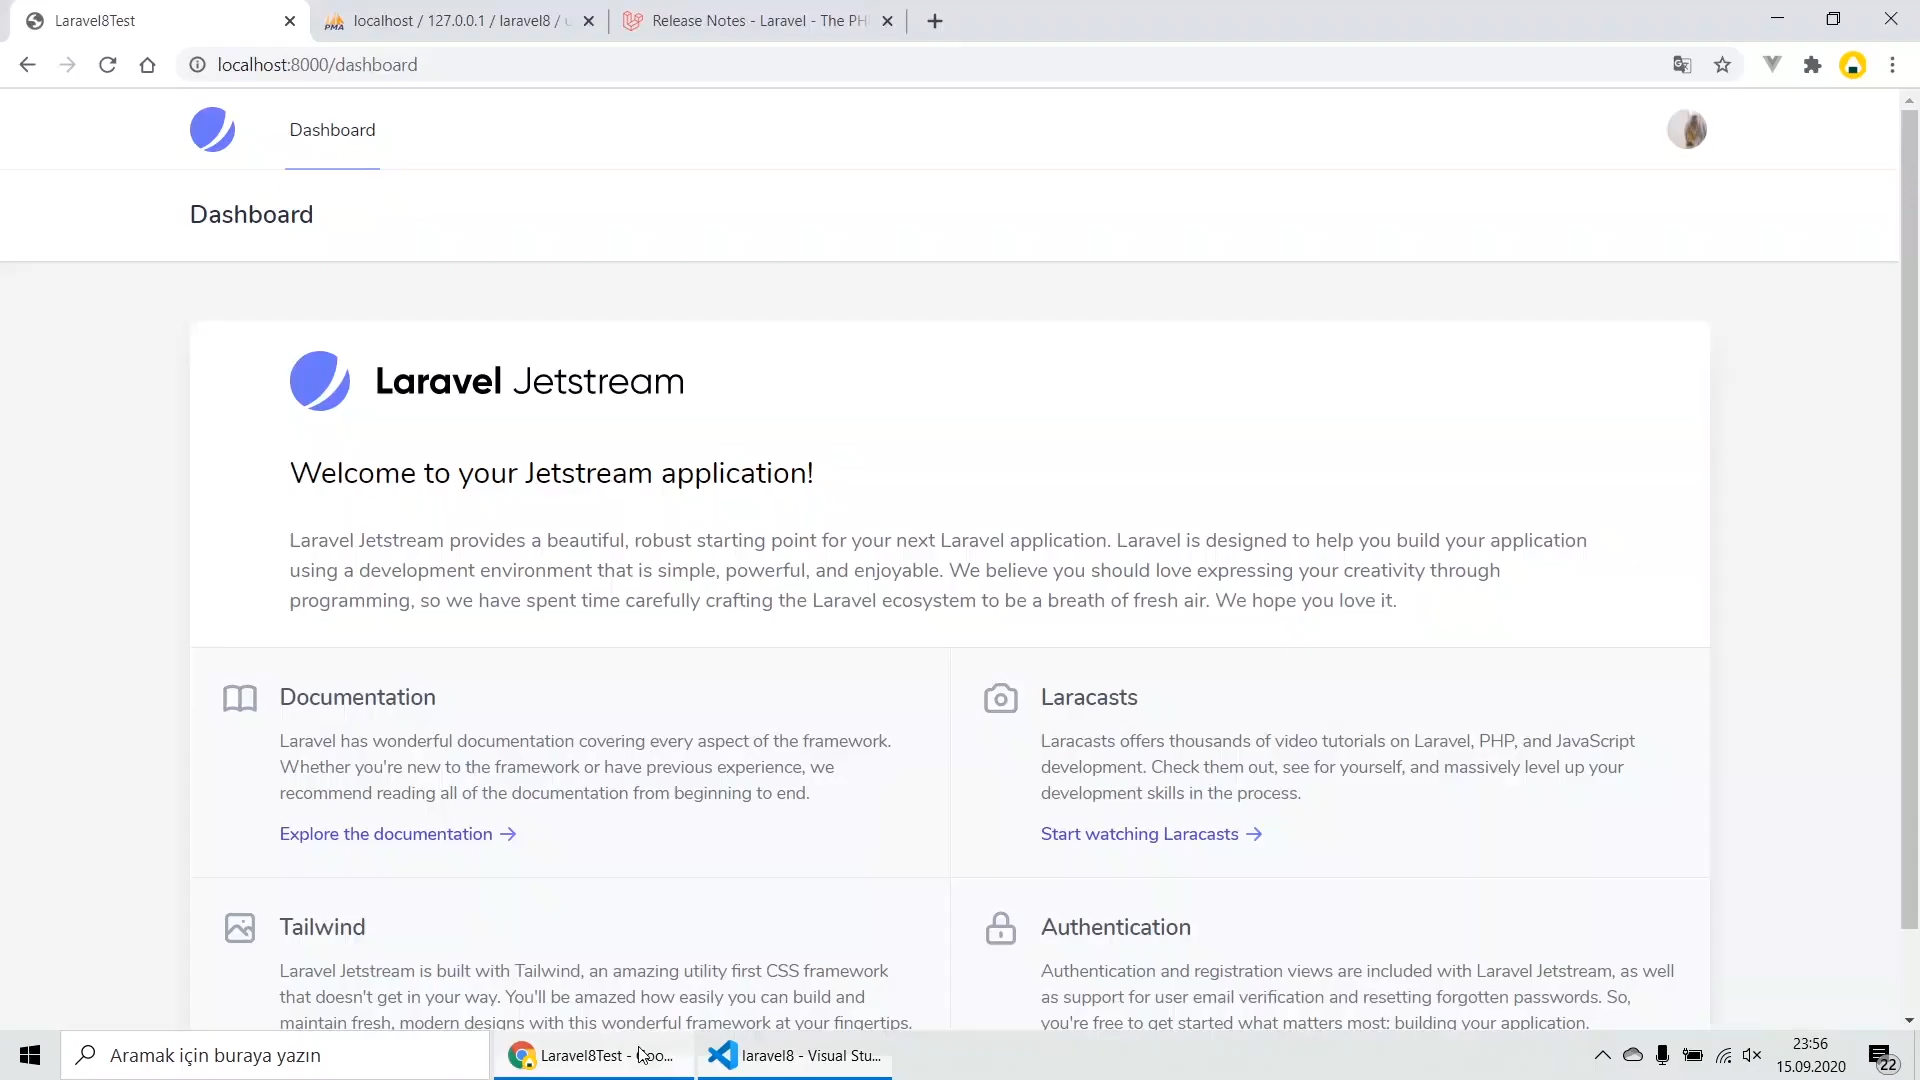 Laravel8Test
localhost / 127.0.0.1 / laravel8 / u
Release Notes - Laravel - The PH
localhost:8000/dashboard
Dashboard
Dashboard
Laravel Jetstream
Welcome to your Jetstream application!
Laravel Jetstream provides a beautiful, robust starting point for your next Laravel application. Laravel is designed to help you build your application
using a development environment that is simple, powerful, and enjoyable. We believe you should love expressing your creativity through
programming, so we have spent time carefully crafting the Laravel ecosystem to be a breath of fresh air. We hope you love it.
Documentation
Laravel has wonderful documentation covering every aspect of the framework.
Whether you're new to the framework or have previous experience, we
recommend reading all of the documentation from beginning to end.
Explore the documentation
Laracasts
Laracasts offers thousands of video tutorials on Laravel, PHP, and JavaScript
development. Check them out, see for yourself, and massively level up your
development skills in the process.
Start watching Laracasts
Tailwind
Laravel Jetstream is built with Tailwind, an amazing utility first CSS framework
that doesn't get in your way. You'll be amazed how easily you can build and
maintain fresh, modern designs with this wonderful framework at your fingertips.
Authentication
Authentication and registration views are included with Laravel Jetstream, as well
as support for user email verification and resetting forgotten passwords. So,
you're free to get started what matters most: building your application.
Aramak için buraya yazın
Laravel8Test -
laravel8 - Visual Stu...
23:56
15.09.2020
22